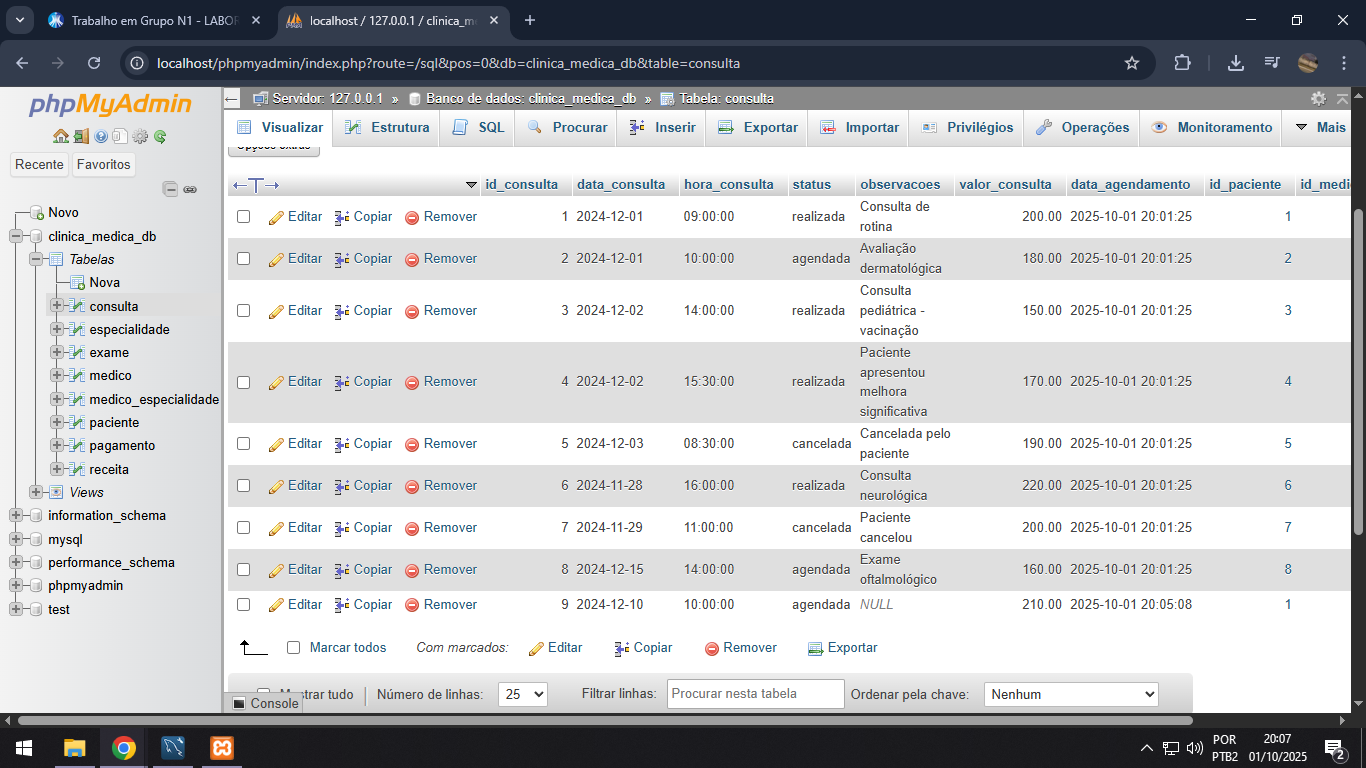 Trabalho em Grupo N1 - LABOR
localhost / 127.0.0.1 / clinica_me
localhost/phpmyadmin/index.php?route=/sql&pos=0&db=clinica_medica_db&table=consulta
phpMyAdmin
Recente Favoritos
Novo
clinica_medica_db
Tabelas
Nova
consulta
especialidade
exame
medico
medico_especialidade
paciente
pagamento
receita
Views
information_schema
mysql
performance_schema
phpmyadmin
test
Servidor: 127.0.0.1 » Banco de dados: clinica_medica_db » Tabela: consulta
Visualizar Estrutura SQL Procurar Inserir Exportar Importar Privilégios Operações Monitoramento Mais
Opções extras
id_consulta data_consulta hora_consulta status observacoes valor_consulta data_agendamento id_paciente id_medi
Editar Copiar Remover 1 2024-12-01 09:00:00 realizada Consulta de rotina 200.00 2025-10-01 20:01:25 1
Editar Copiar Remover 2 2024-12-01 10:00:00 agendada Avaliação dermatológica 180.00 2025-10-01 20:01:25 2
Editar Copiar Remover 3 2024-12-02 14:00:00 realizada Consulta pediátrica - vacinação 150.00 2025-10-01 20:01:25 3
Editar Copiar Remover 4 2024-12-02 15:30:00 realizada Paciente apresentou melhora significativa 170.00 2025-10-01 20:01:25 4
Editar Copiar Remover 5 2024-12-03 08:30:00 cancelada Cancelada pelo paciente 190.00 2025-10-01 20:01:25 5
Editar Copiar Remover 6 2024-11-28 16:00:00 realizada Consulta neurológica 220.00 2025-10-01 20:01:25 6
Editar Copiar Remover 7 2024-11-29 11:00:00 cancelada Paciente cancelou 200.00 2025-10-01 20:01:25 7
Editar Copiar Remover 8 2024-12-15 14:00:00 agendada Exame oftalmológico 160.00 2025-10-01 20:01:25 8
Editar Copiar Remover 9 2024-12-10 10:00:00 agendada NULL 210.00 2025-10-01 20:05:08 1
Marcar todos Com marcados: Editar Copiar Remover Exportar
Mostrar tudo Número de linhas: 25 Filtrar linhas: Procurar nesta tabela Ordenar pela chave: Nenhum
Console
POR
PTB2
20:07
01/10/2025
2